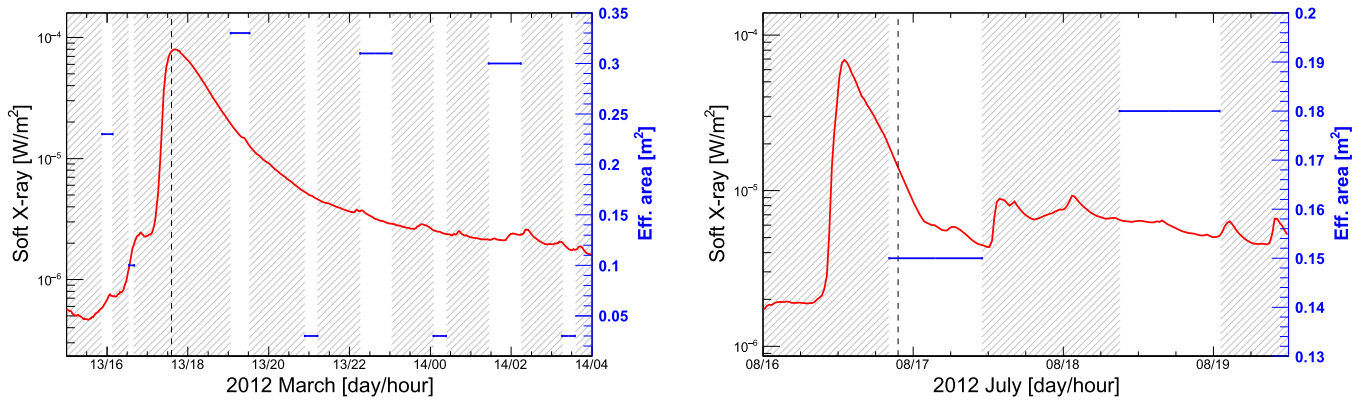 Soft X-ray [W/m²]
10⁻⁴
10⁻⁵
10⁻⁶
13/16 13/18 13/20 13/22 14/00 14/02 14/04
2012 March [day/hour]
0.35
0.3
0.25
0.2
0.15
0.1
0.05
Eff. area [m²]
Soft X-ray [W/m²]
10⁻⁴
10⁻⁵
10⁻⁶
08/16 08/17 08/18 08/19
2012 July [day/hour]
0.2
0.19
0.18
0.17
0.16
0.15
0.14
0.13
Eff. area [m²]